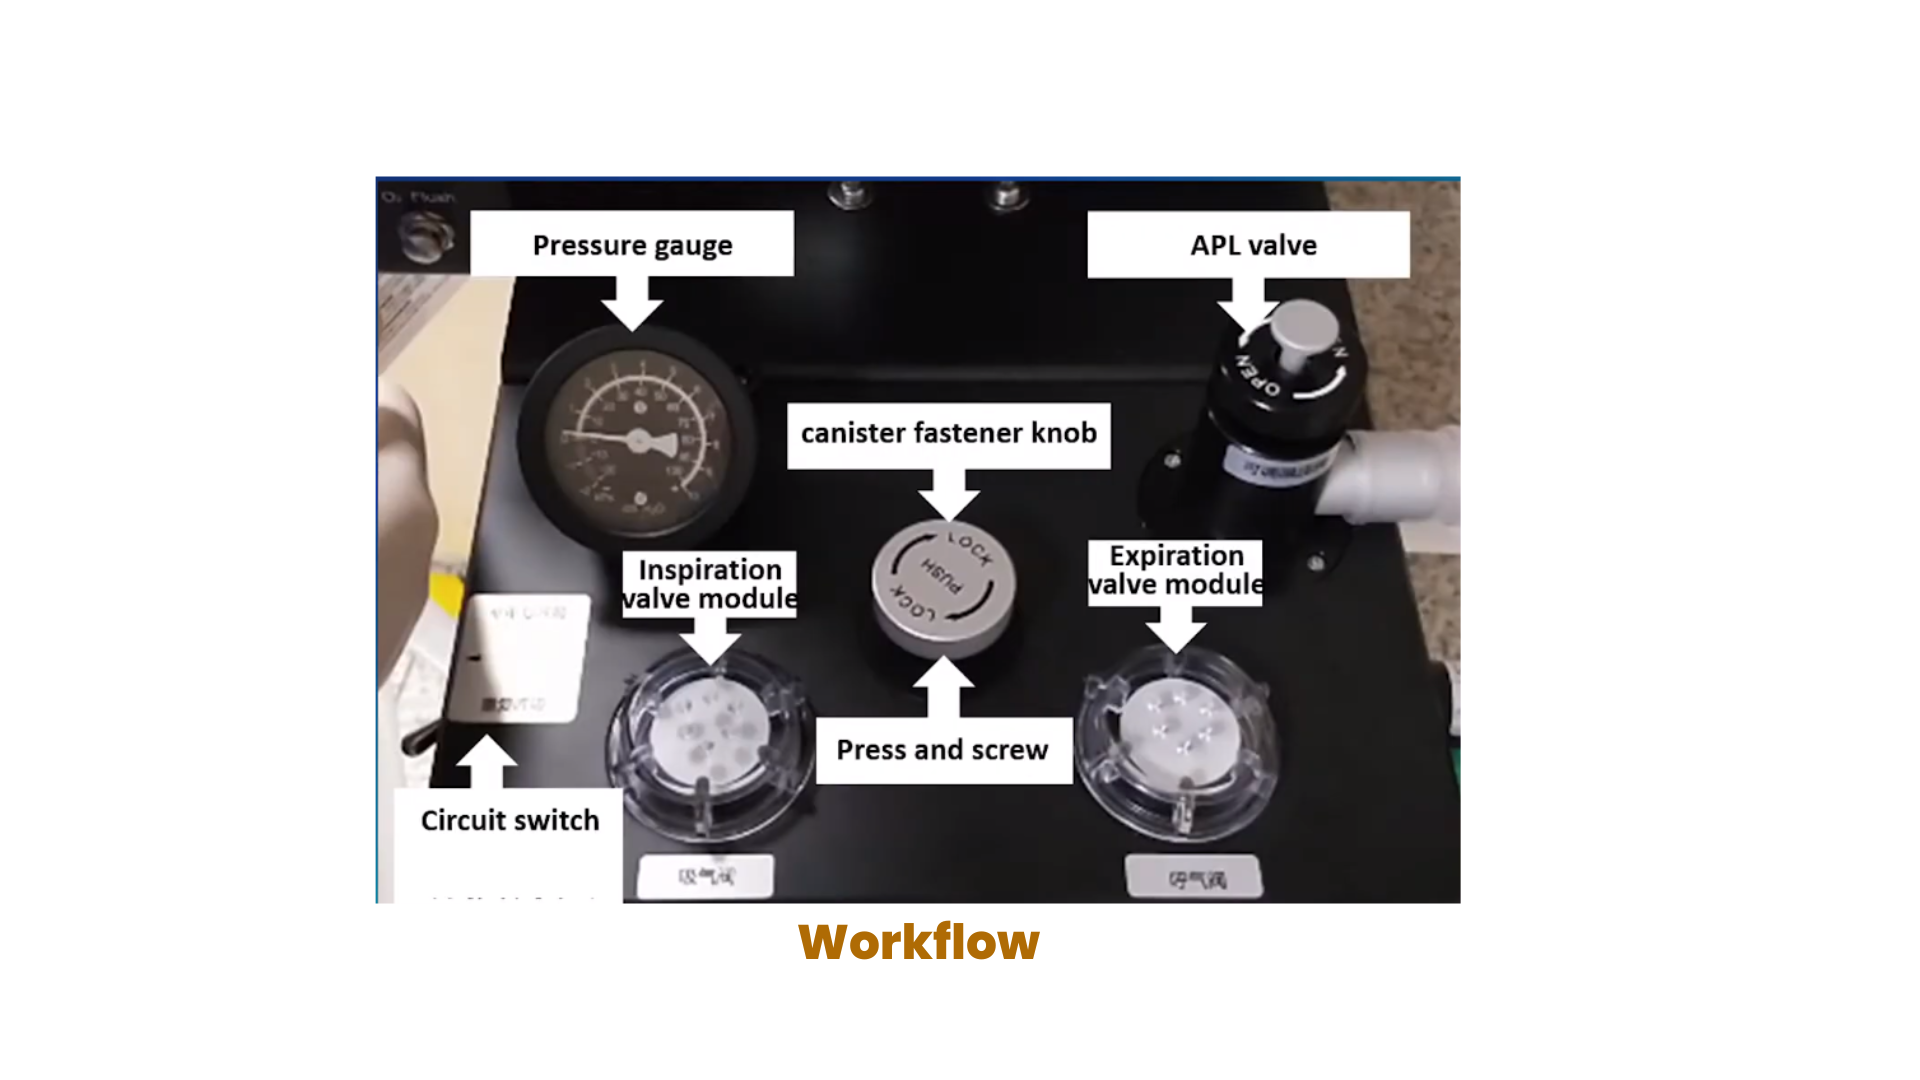 O₂ Flush
Pressure gauge
APL valve
OPEN
canister fastener knob
LOCK
PUSH
LOCK
Inspiration
valve module
Expiration
valve module
Press and screw
Circuit switch
吸气阀
呼气阀
Workflow